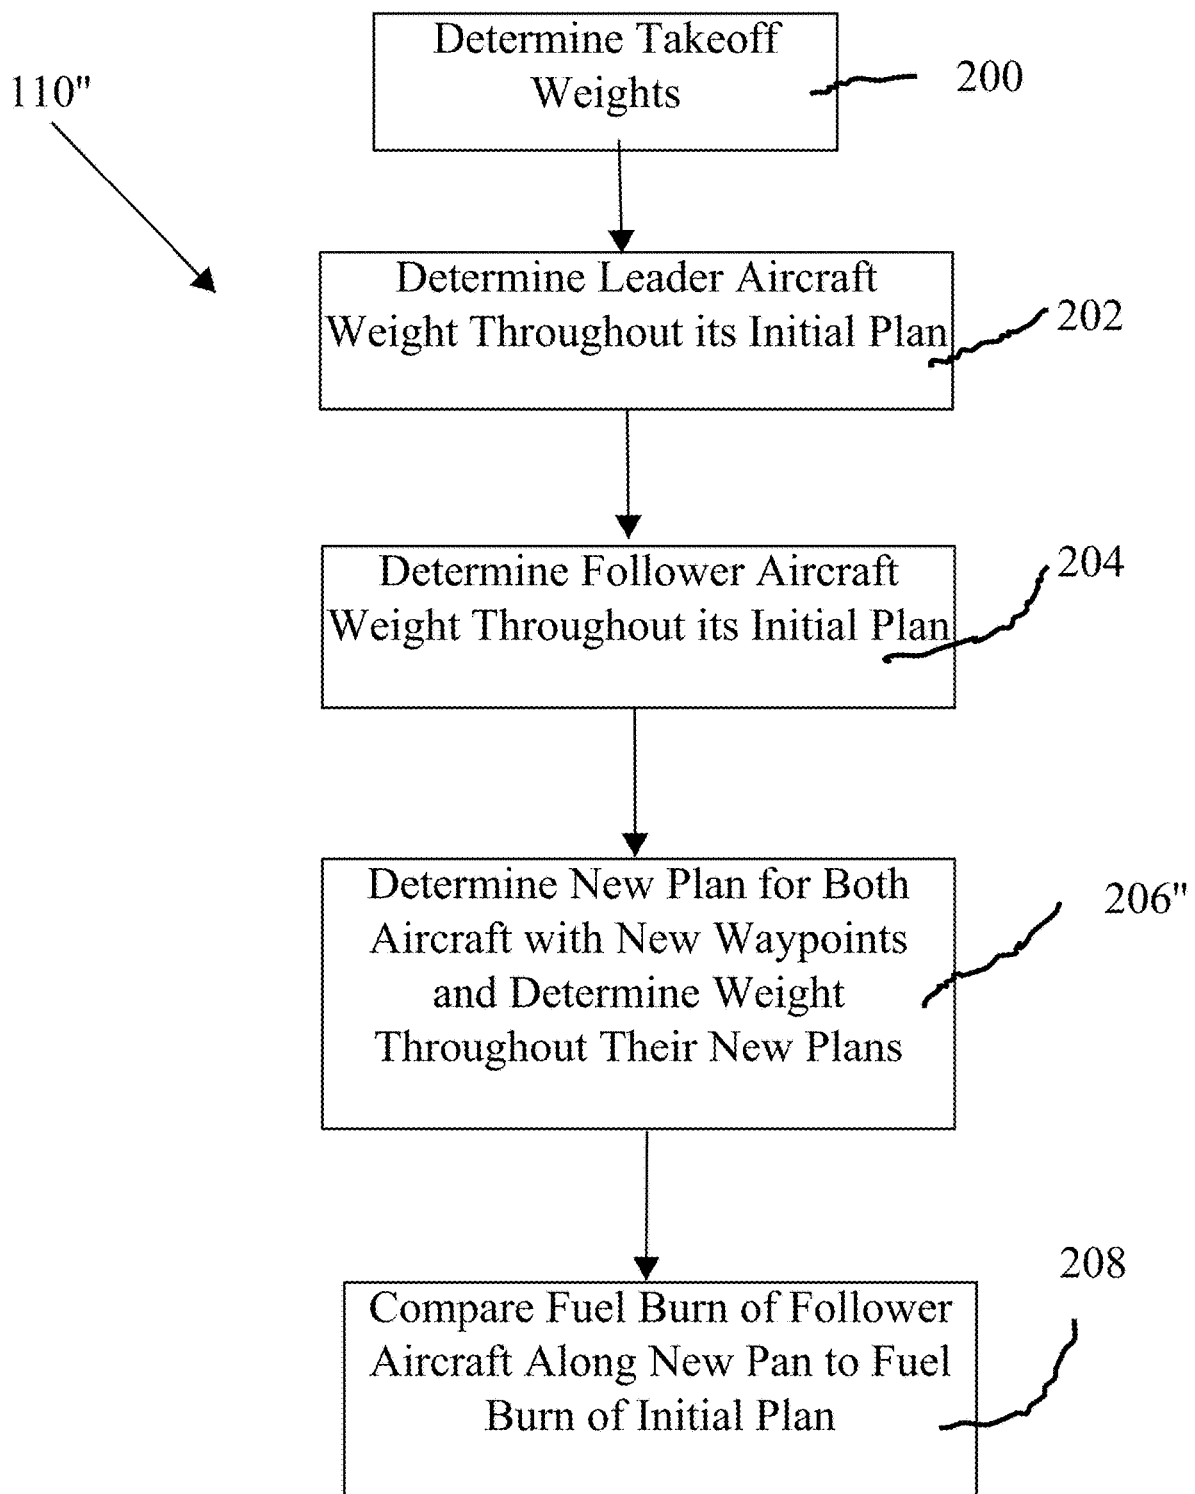 Determine Takeoff
Weights
200
110"
Determine Leader Aircraft
Weight Throughout its Initial Plan
202
Determine Follower Aircraft
Weight Throughout its Initial Plan
204
Determine New Plan for Both
Aircraft with New Waypoints
and Determine Weight
Throughout Their New Plans
206"
Compare Fuel Burn of Follower
Aircraft Along New Pan to Fuel
Burn of Initial Plan
208